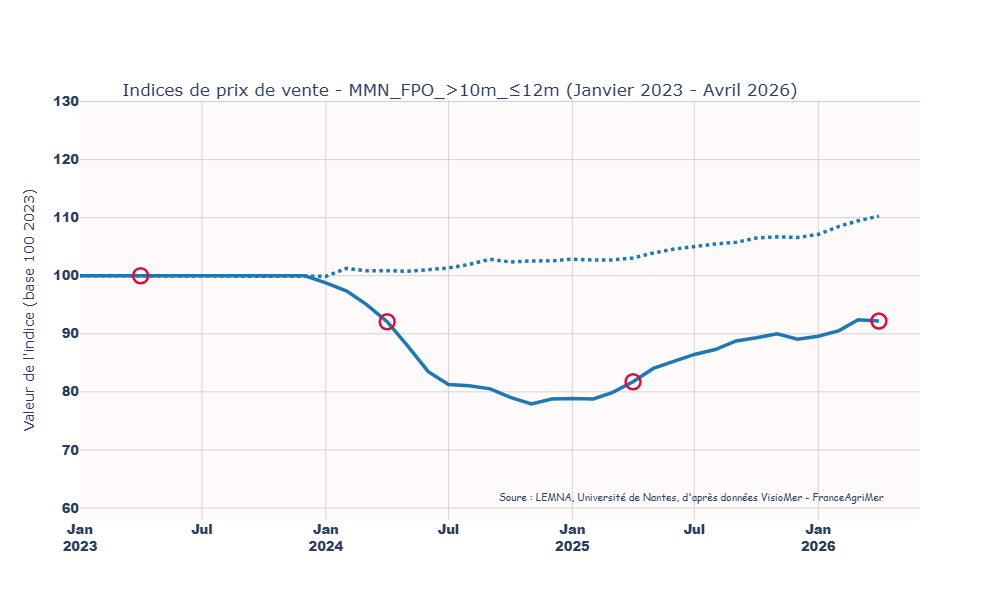 Indices de prix de vente - MMN_FPO_>10m_≤12m (Janvier 2023 - Avril 2026)
Valeur de l'indice (base 100 2023)
130
120
110
100
90
80
70
60
Soure : LEMNA, Université de Nantes, d'après données VisioMer - FranceAgriMer
Jan
2023
Jul
Jan
2024
Jul
Jan
2025
Jul
Jan
2026